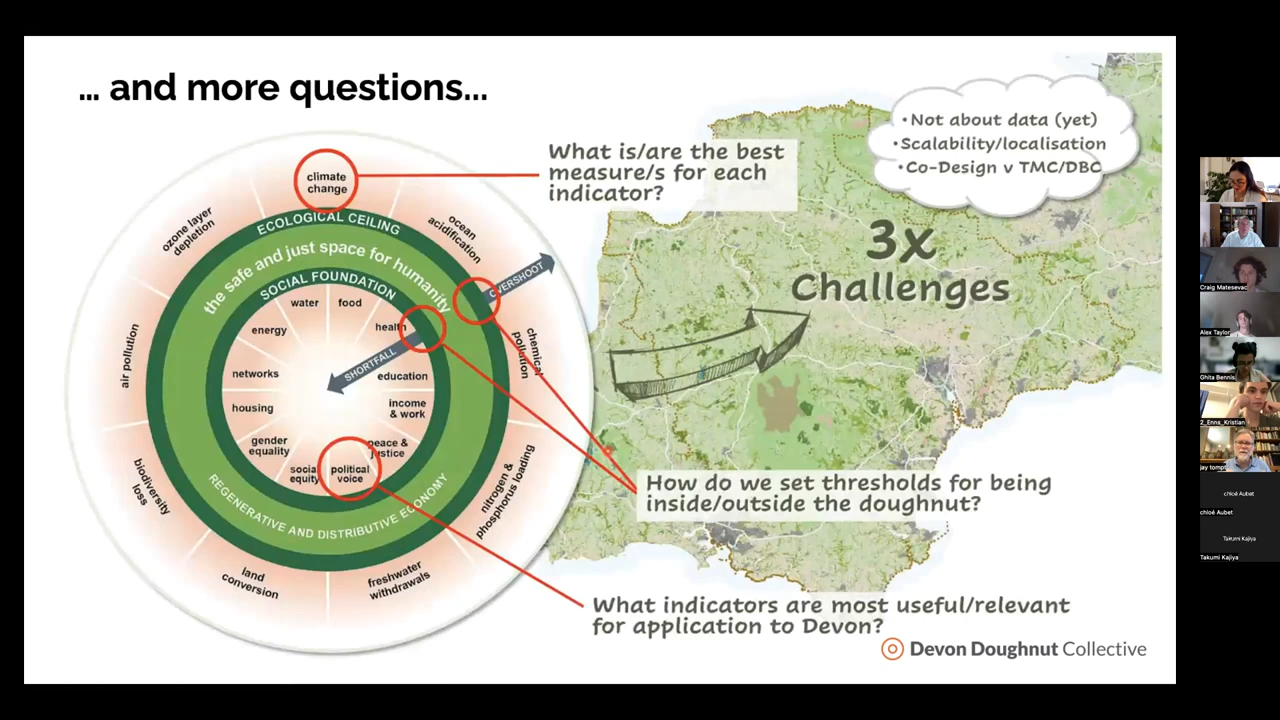 ... and more questions...
What is/are the best
measure/s for each
indicator?
• Not about data (yet)
• Scalability/localisation
• Co-Design v TMC/DBC
3x
Challenges
climate
change
ozone layer
depletion
ocean
acidification
ECOLOGICAL CEILING
the safe and just space for humanity
OVERSHOOT
SOCIAL FOUNDATION
water
food
energy
health
SHORTFALL
air pollution
chemical
pollution
networks
education
housing
income
& work
gender
equality
peace &
justice
social
equity
political
voice
REGENERATIVE AND DISTRIBUTIVE ECONOMY
biodiversity
loss
nitrogen &
phosphorus loading
land
conversion
freshwater
withdrawals
How do we set thresholds for being
inside/outside the doughnut?
What indicators are most useful/relevant
for application to Devon?
Devon Doughnut Collective
Craig Matesevac
Alex Taylor
Ghita Bennis
2_Enns_Kristian
jay tompt
chloé Aubet
chloé Aubet
Takumi Kajiya
Takumi Kajiya